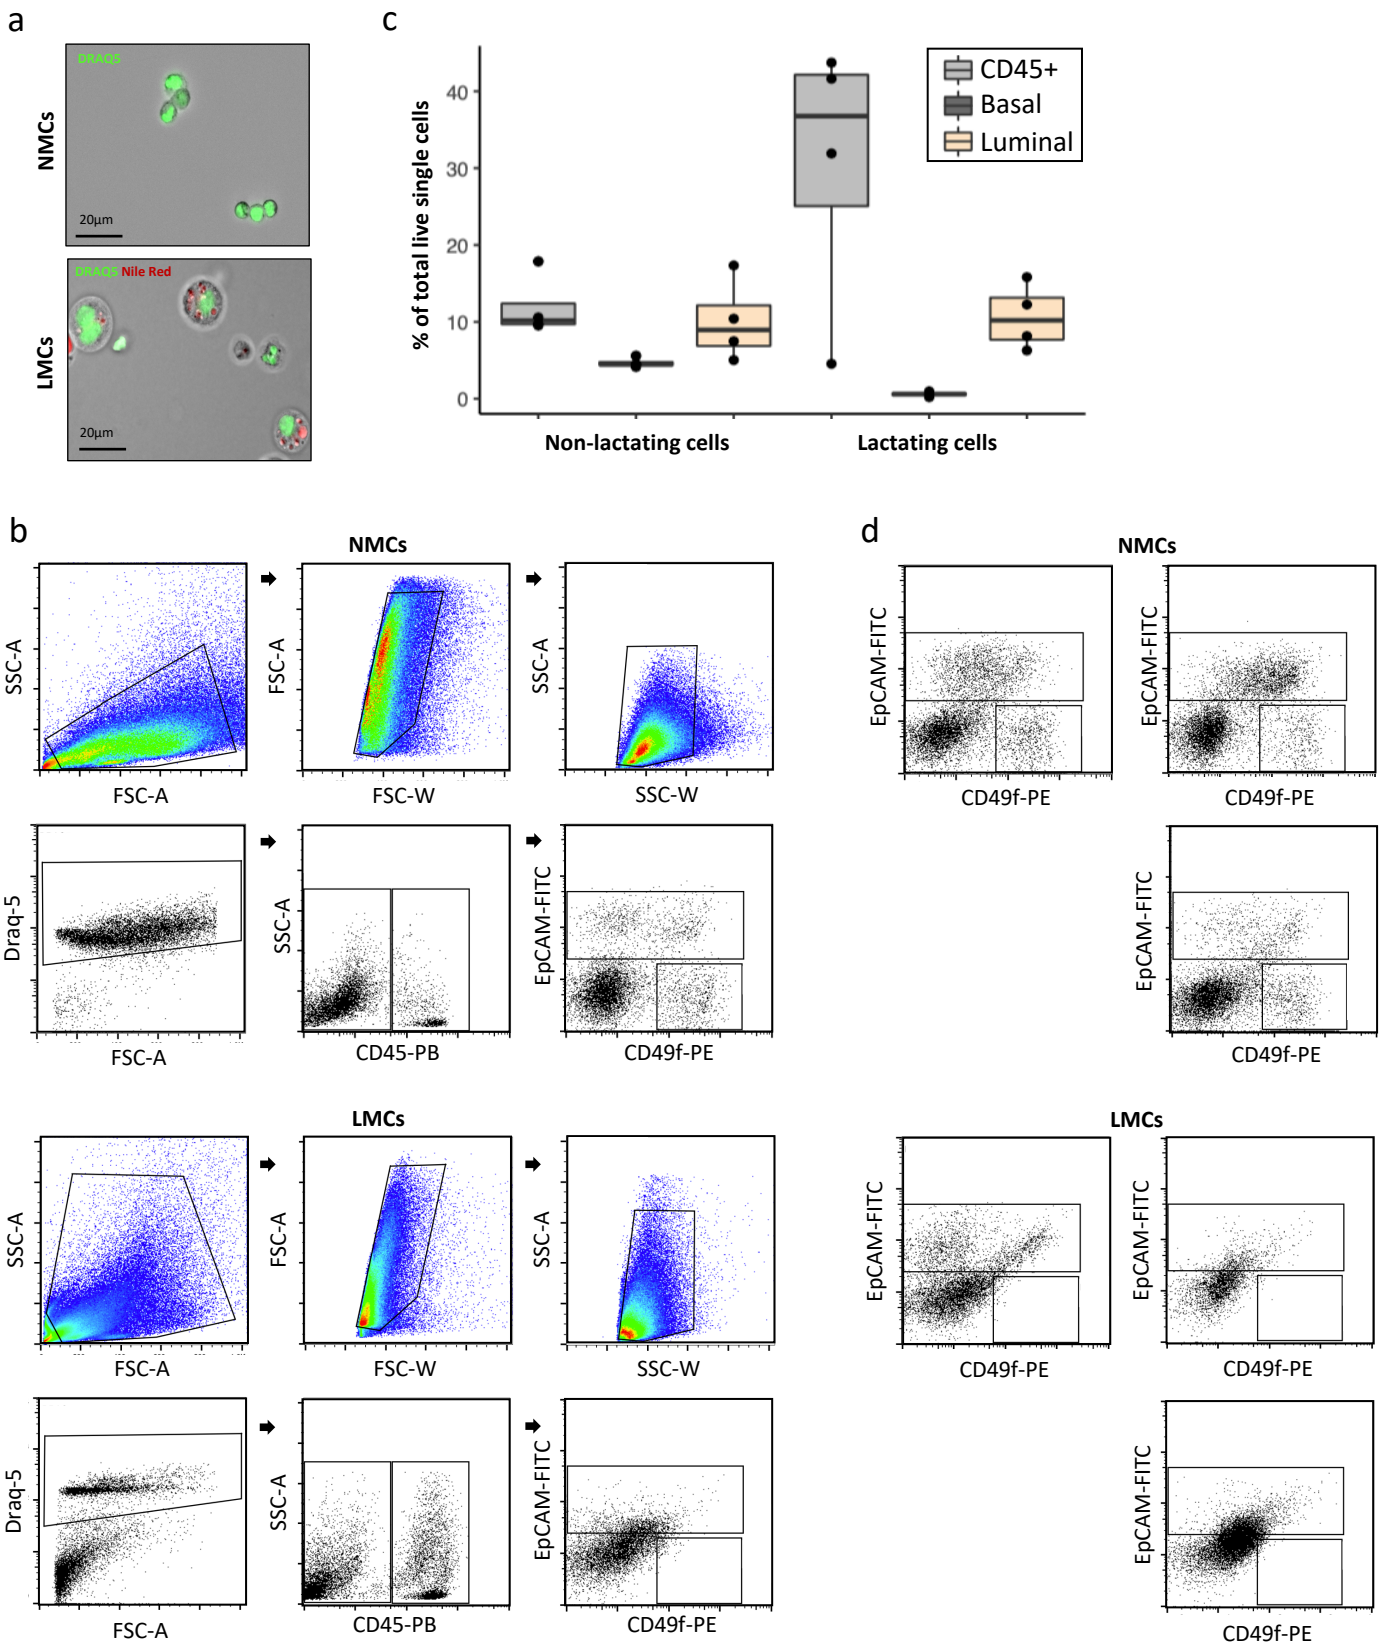 a
DRAQ5
NMCs
20µm
DRAQ5 Nile Red
LMCs
20µm
c
% of total live single cells
40
30
20
10
0
CD45+
Basal
Luminal
Non-lactating cells
Lactating cells
b
NMCs
SSC-A
FSC-A
FSC-A
FSC-W
SSC-A
SSC-W
Draq-5
FSC-A
SSC-A
CD45-PB
EpCAM-FITC
CD49f-PE
LMCs
SSC-A
FSC-A
FSC-A
FSC-W
SSC-A
SSC-W
Draq-5
FSC-A
SSC-A
CD45-PB
EpCAM-FITC
CD49f-PE
d
NMCs
EpCAM-FITC
CD49f-PE
EpCAM-FITC
CD49f-PE
EpCAM-FITC
CD49f-PE
LMCs
EpCAM-FITC
CD49f-PE
EpCAM-FITC
CD49f-PE
EpCAM-FITC
CD49f-PE